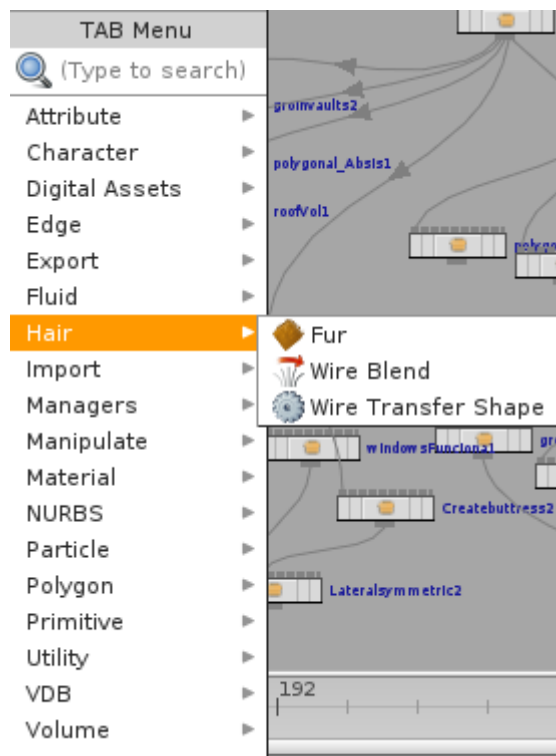 TAB Menu
(Type to search)
Attribute
Character
Digital Assets
Edge
Export
Fluid
Hair
Import
Managers
Manipulate
Material
NURBS
Particle
Polygon
Primitive
Utility
VDB
Volume
Fur
Wire Blend
Wire Transfer Shape
groinvaults2
polygonal_Absis1
roofVol1
windowsFuncional
Createbuttress2
Lateralsymmetric2
192